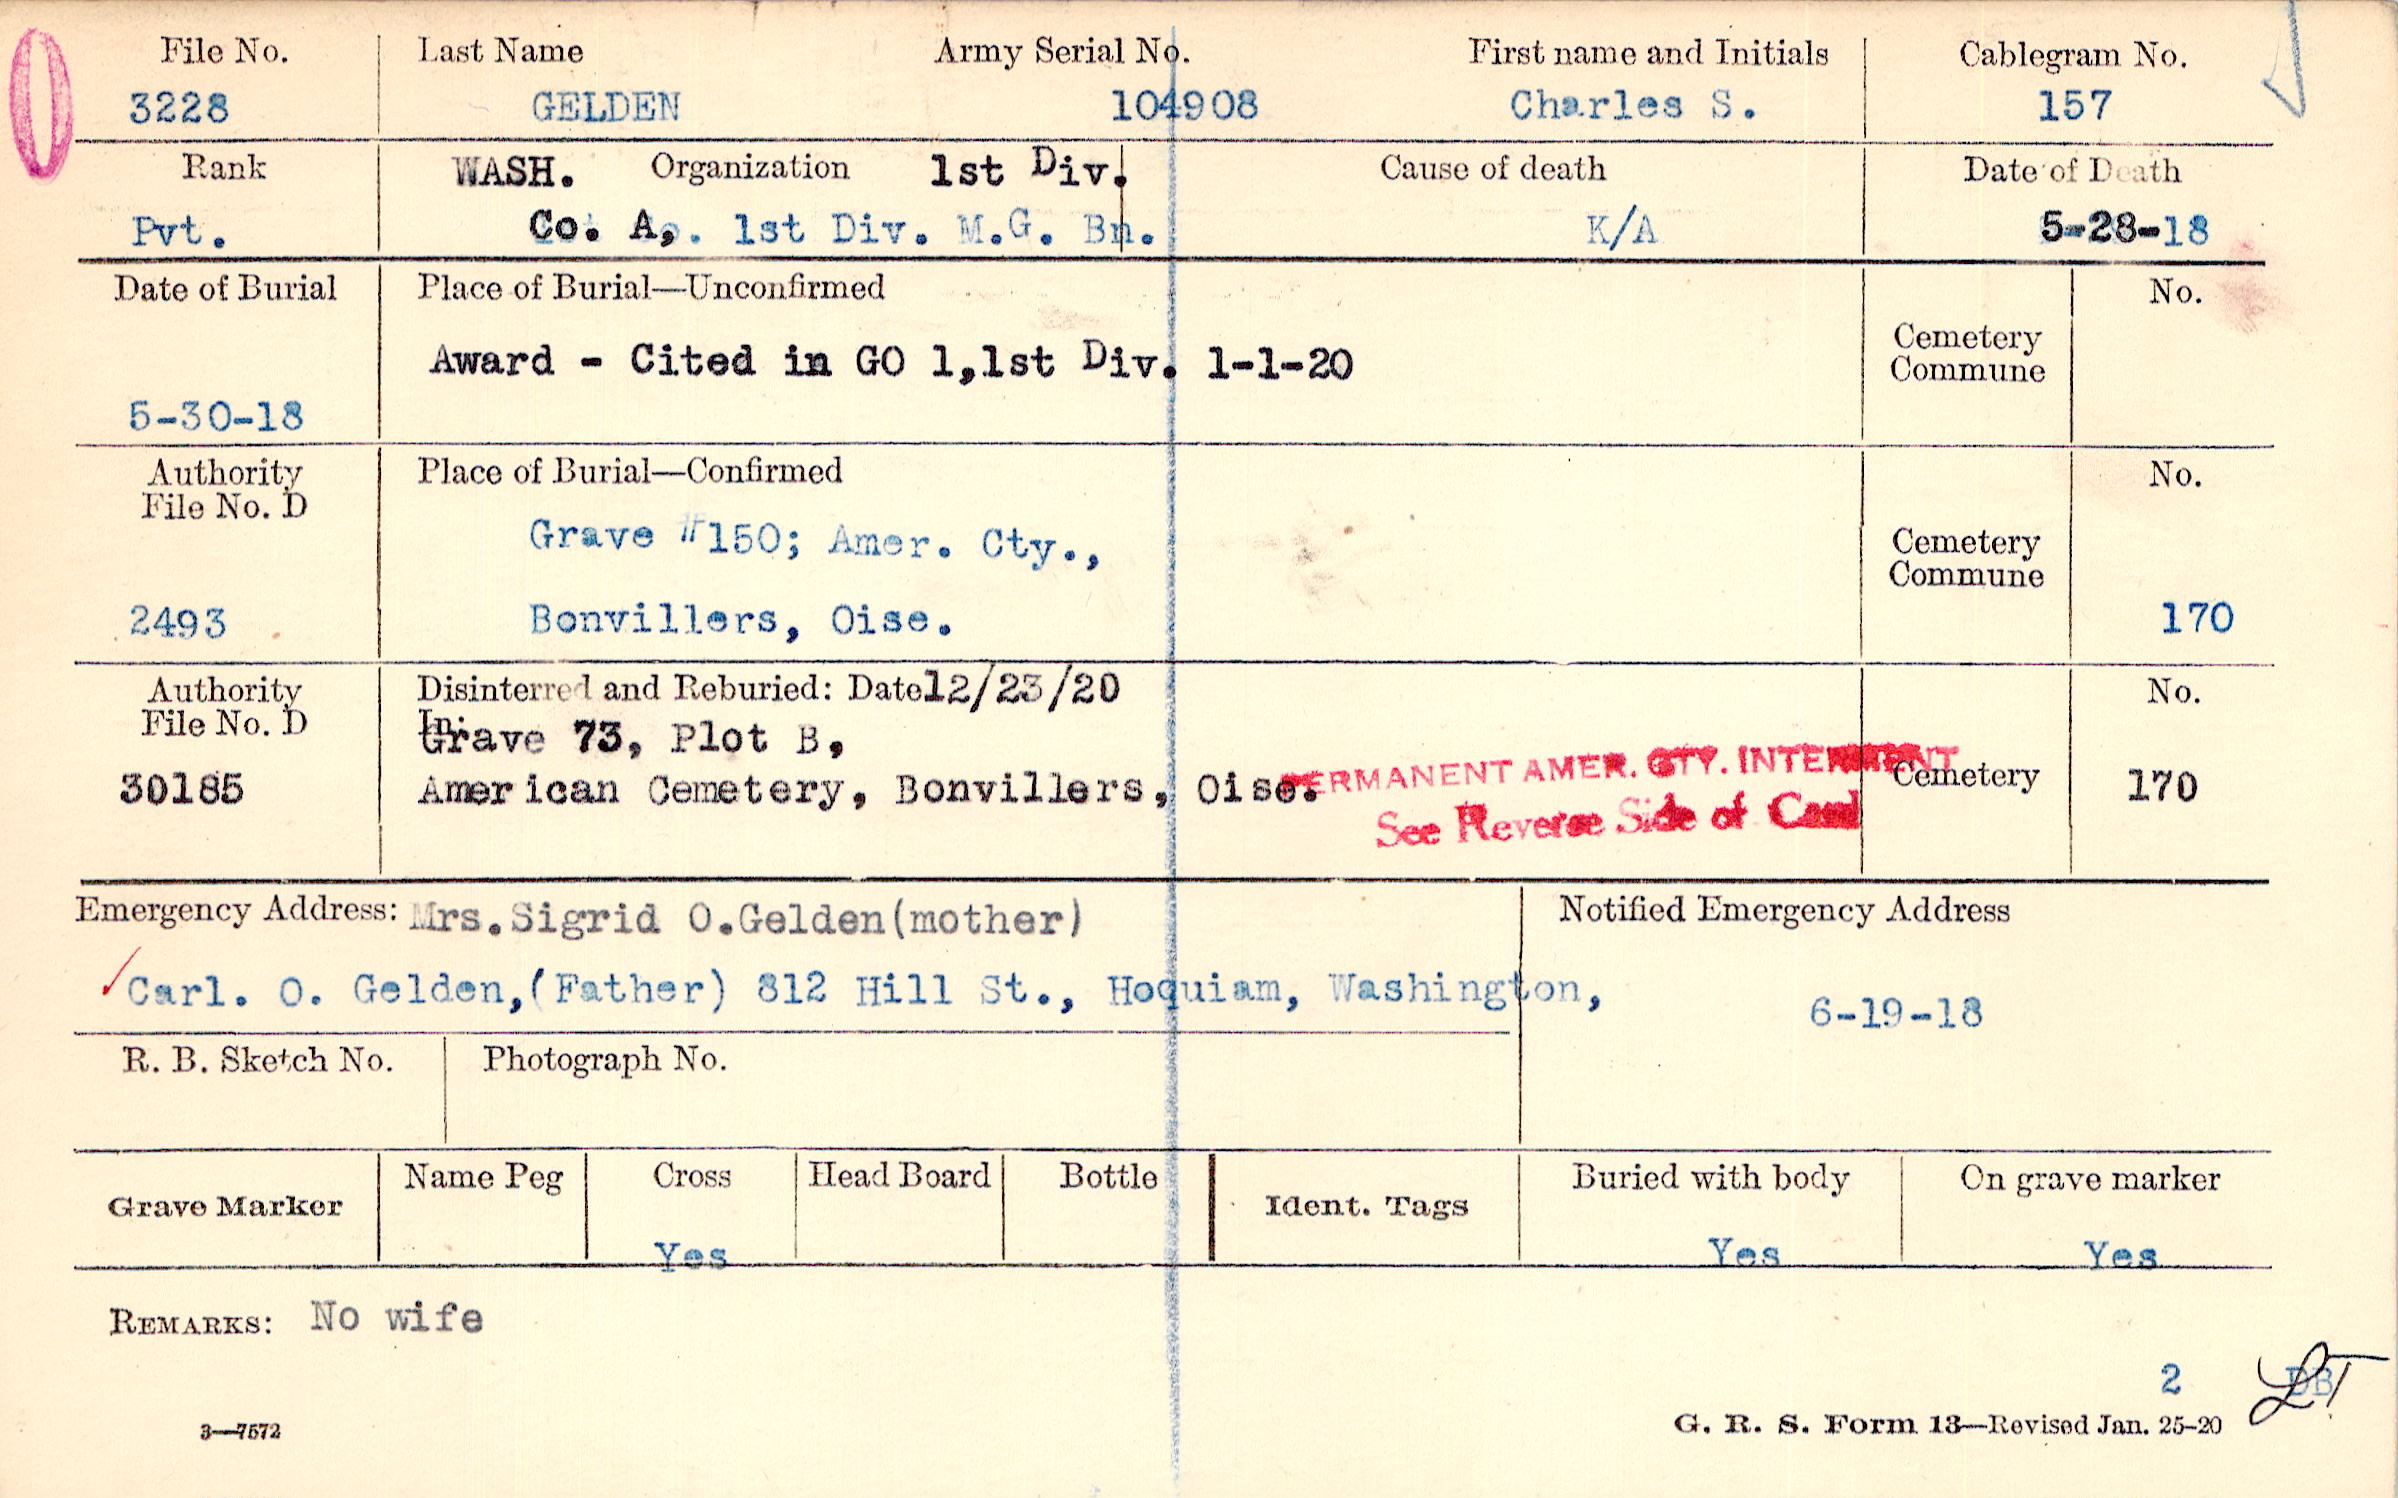 File No. Last Name Army Serial No. First name and Initials Cablegram No.
3228 GELDEN 104908 Charles S. 157
Rank WASH. Organization 1st Div. Cause of death Date of Death
Pvt. Co. A, 1st Div. M.G. Bn. K/A 5-28-18
Date of Burial Place of Burial—Unconfirmed No.
Cemetery
Award - Cited in GO 1,1st Div. 1-1-20 Commune
5-30-18
Authority Place of Burial—Confirmed No.
File No. D
Grave #150; Amer. Cty., Cemetery
Commune
2493 Bonvillers, Oise. 170
Authority Disinterred and Reburied: Date 12/23/20 No.
File No. D In:
Grave 73, Plot B,
PERMANENT AMER. CTY. INTERMENT
30185 American Cemetery, Bonvillers, Oise. Cemetery 170
See Reverse Side of Card
Emergency Address: Mrs.Sigrid O.Gelden(mother) Notified Emergency Address
Carl. O. Gelden,(Father) 812 Hill St., Hoquiam, Washington,
6-19-18
R. B. Sketch No. Photograph No.
Name Peg Cross Head Board Bottle Buried with body On grave marker
Grave Marker Ident. Tags
Yes Yes Yes
REMARKS: No wife
2 DB
LT
3—7572 G. R. S. Form 13—Revised Jan. 25-20